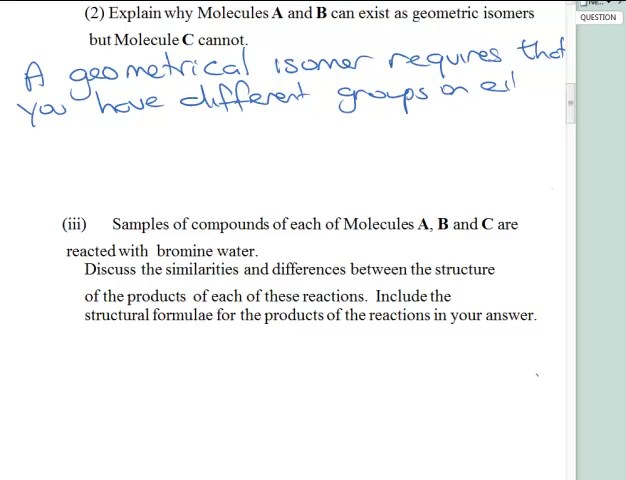 (2) Explain why Molecules A and B can exist as geometric isomers
but Molecule C cannot.
A geometrical isomer requires that
you have different groups on
(iii) Samples of compounds of each of Molecules A, B and C are
reacted with bromine water.
Discuss the similarities and differences between the structure
of the products of each of these reactions. Include the
structural formulae for the products of the reactions in your answer.
QUESTION